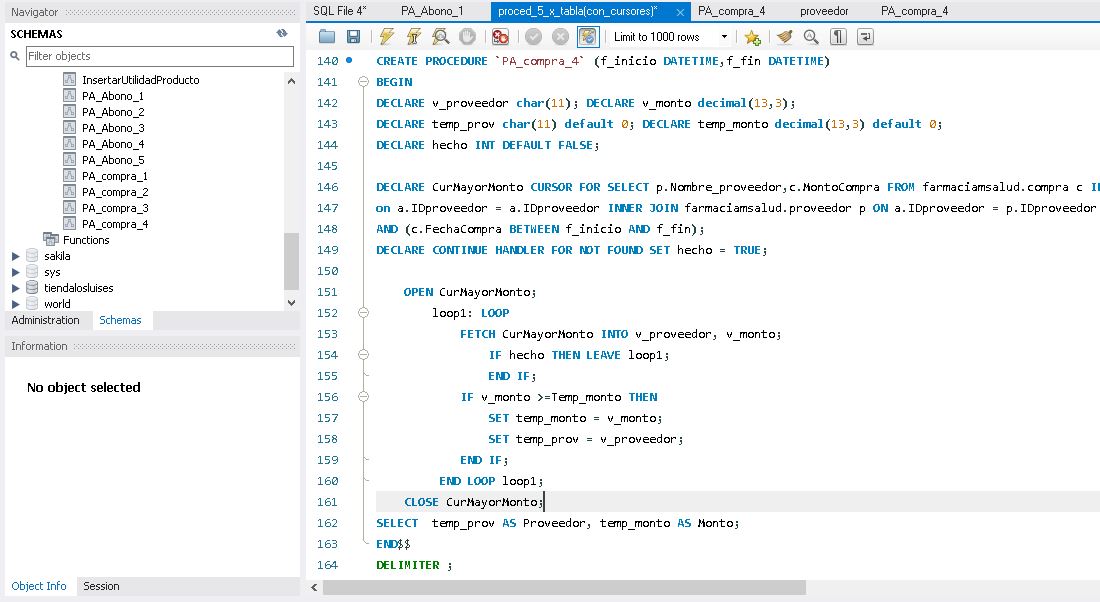 Navigator
SCHEMAS
Filter objects
InsertarUtilidadProducto
PA_Abono_1
PA_Abono_2
PA_Abono_3
PA_Abono_4
PA_Abono_5
PA_compra_1
PA_compra_2
PA_compra_3
PA_compra_4
Functions
sakila
sys
tiendalosluises
world
Administration Schemas
Information
No object selected
Object Info Session
SQL File 4* PA_Abono_1 proced_5_x_tabla(con_cursores)* PA_compra_4 proveedor PA_compra_4
Limit to 1000 rows
140 CREATE PROCEDURE `PA_compra_4` (f_inicio DATETIME,f_fin DATETIME)
141 BEGIN
142 DECLARE v_proveedor char(11); DECLARE v_monto decimal(13,3);
143 DECLARE temp_prov char(11) default 0; DECLARE temp_monto decimal(13,3) default 0;
144 DECLARE hecho INT DEFAULT FALSE;
145
146 DECLARE CurMayorMonto CURSOR FOR SELECT p.Nombre_proveedor,c.MontoCompra FROM farmaciamsalud.compra c
147 on a.IDproveedor = a.IDproveedor INNER JOIN farmaciamsalud.proveedor p ON a.IDproveedor = p.IDproveedor
148 AND (c.FechaCompra BETWEEN f_inicio AND f_fin);
149 DECLARE CONTINUE HANDLER FOR NOT FOUND SET hecho = TRUE;
150
151 OPEN CurMayorMonto;
152 loop1: LOOP
153 FETCH CurMayorMonto INTO v_proveedor, v_monto;
154 IF hecho THEN LEAVE loop1;
155 END IF;
156 IF v_monto >=Temp_monto THEN
157 SET temp_monto = v_monto;
158 SET temp_prov = v_proveedor;
159 END IF;
160 END LOOP loop1;
161 CLOSE CurMayorMonto;
162 SELECT temp_prov AS Proveedor, temp_monto AS Monto;
163 END$$
164 DELIMITER ;